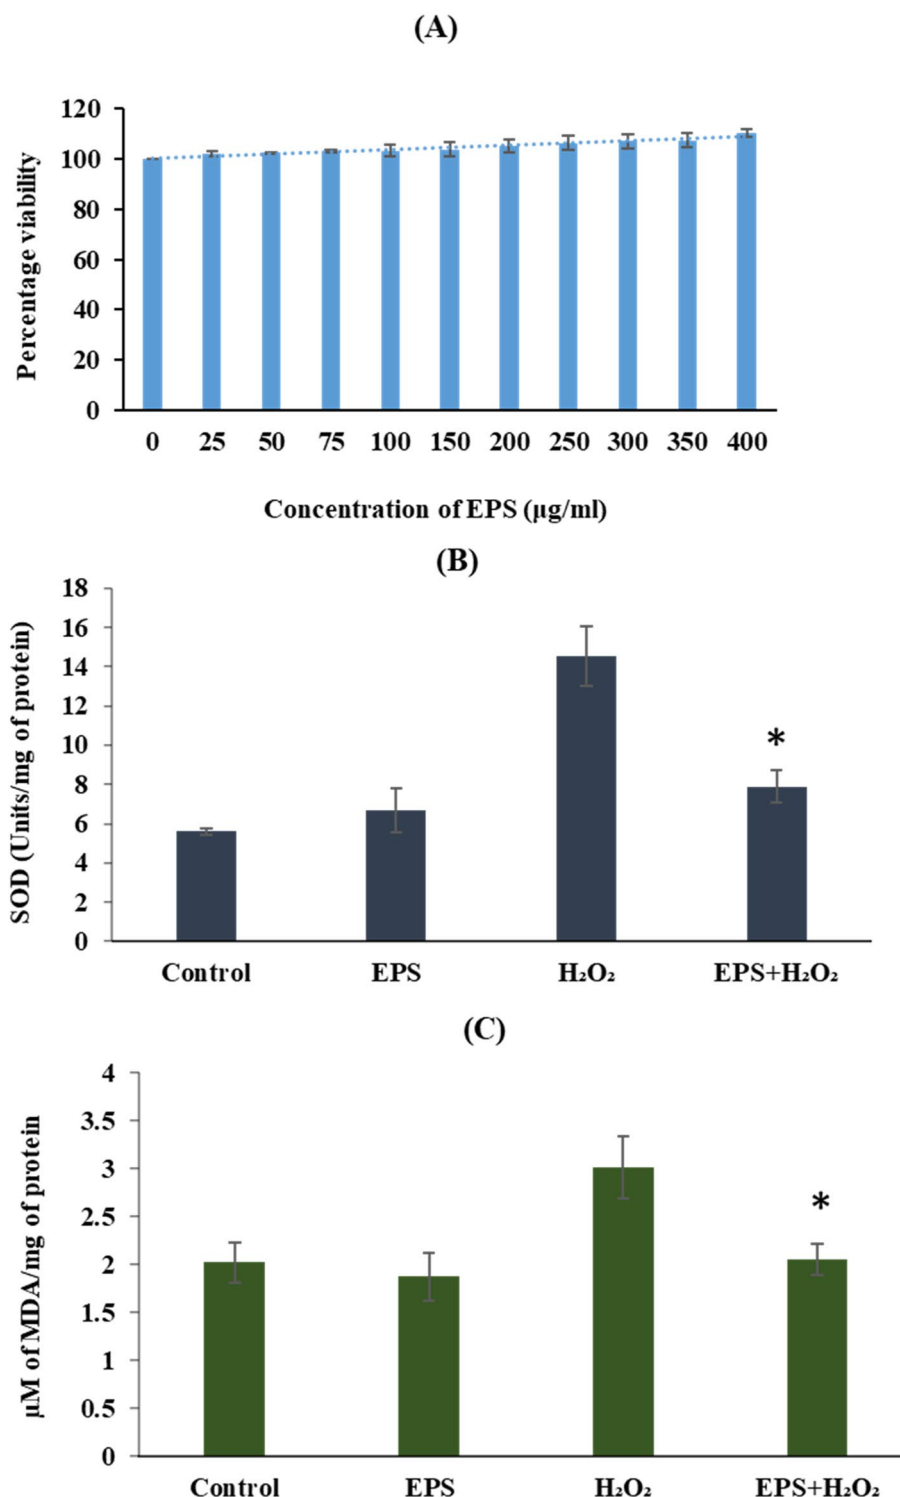 (A)
120
100
80
60
40
20
0
Percentage viability
0 25 50 75 100 150 200 250 300 350 400
Concentration of EPS (µg/ml)
(B)
18
16
14
12
10
8
6
4
2
0
SOD (Units/mg of protein)
*
Control EPS H₂O₂ EPS+H₂O₂
(C)
4
3.5
3
2.5
2
1.5
1
0.5
0
µM of MDA/mg of protein
*
Control EPS H₂O₂ EPS+H₂O₂